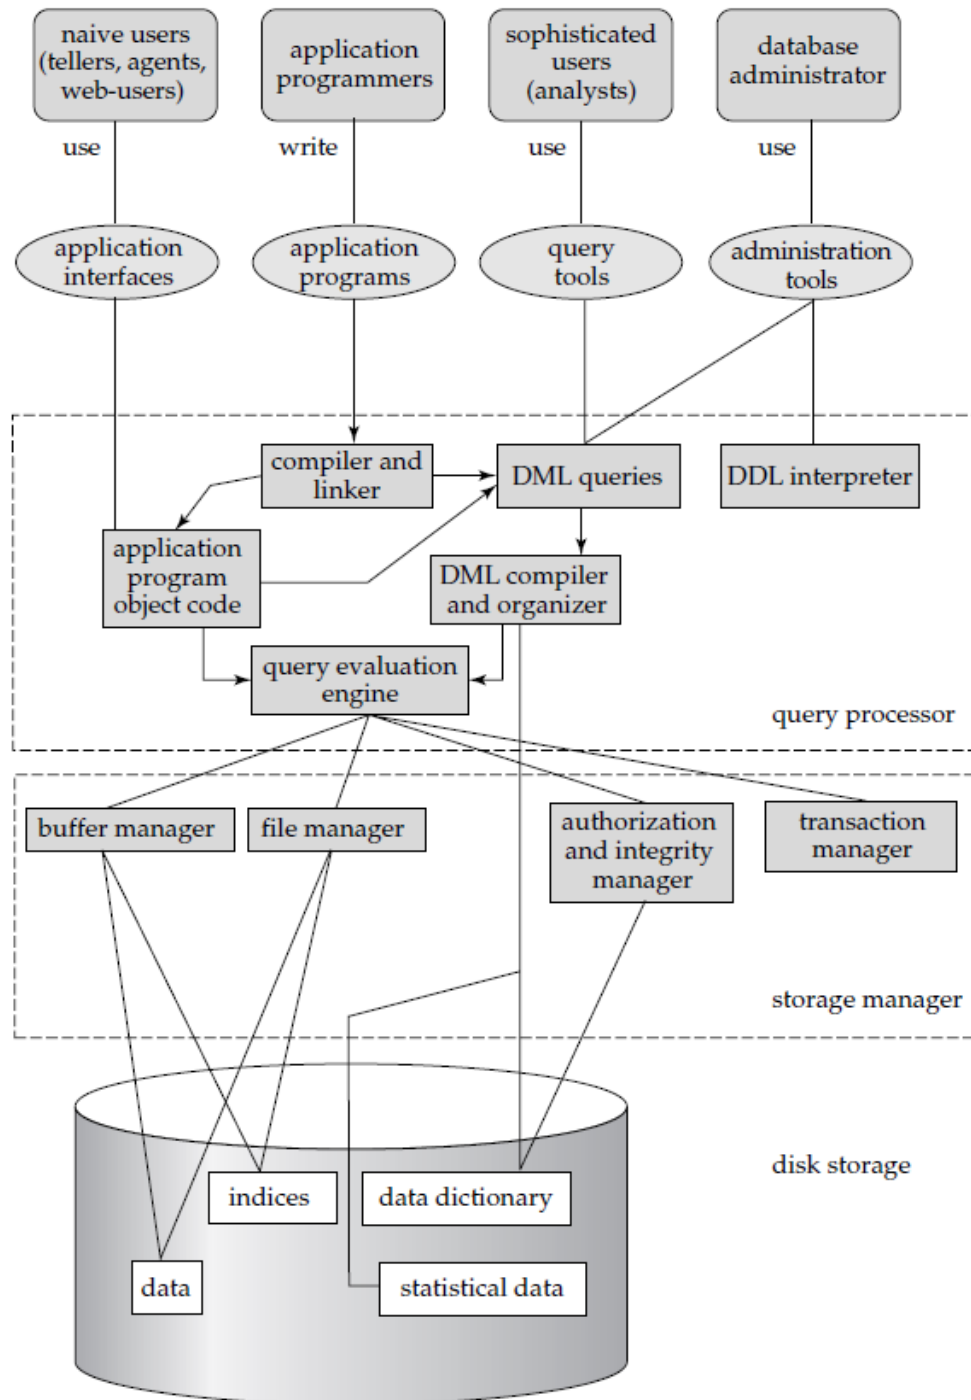 naive users
(tellers, agents,
web-users)
application
programmers
sophisticated
users
(analysts)
database
administrator
use
write
use
use
application
interfaces
application
programs
query
tools
administration
tools
compiler and
linker
DML queries
DDL interpreter
application
program
object code
DML compiler
and organizer
query evaluation
engine
query processor
buffer manager
file manager
authorization
and integrity
manager
transaction
manager
storage manager
disk storage
indices
data dictionary
data
statistical data